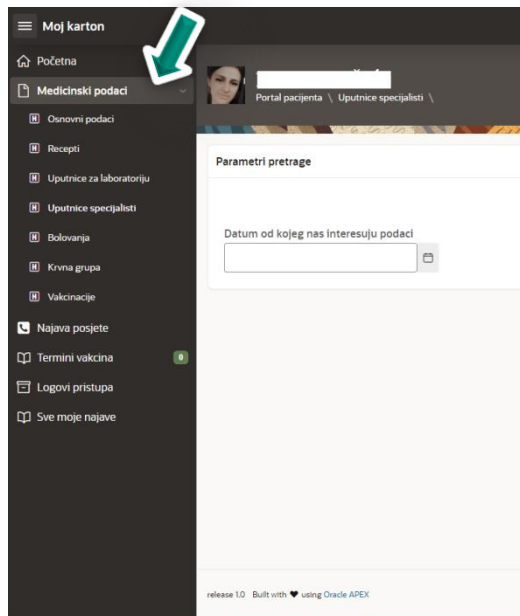 Moj karton
Početna
Medicinski podaci
Osnovni podaci
Recepti
Uputnice za laboratoriju
Uputnice specijalisti
Bolovanja
Krvna grupa
Vakcinacije
Najava posjete
Termini vakcina 0
Logovi pristupa
Sve moje najave
Portal pacijenta \ Uputnice specijalisti \
Parametri pretrage
Datum od kojeg nas interesuju podaci
release 1.0 Built with ♥ using Oracle APEX